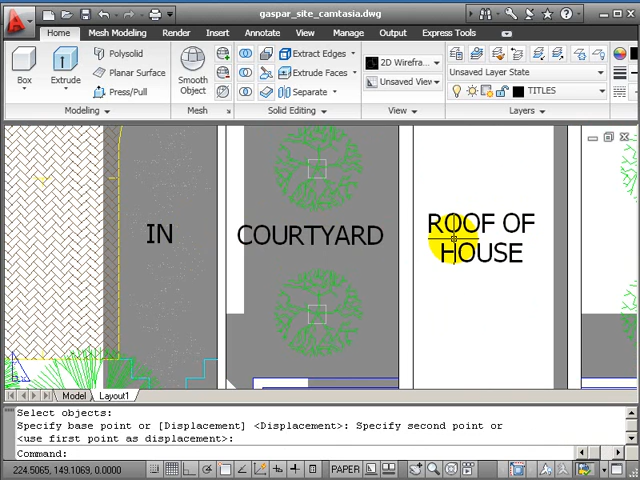 gaspar_site_camtasia.dwg
Home Mesh Modeling Render Insert Annotate View Manage Output Express Tools
Box
Extrude
Polysolid
Planar Surface
Press/Pull
Smooth
Object
Extract Edges
Extrude Faces
Separate
2D Wirefra...
Unsaved View
Unsaved Layer State
TITLES
Modeling
Mesh
Solid Editing
View
Layers
IN
COURTYARD
ROOF OF
HOUSE
Model Layout1
Select objects:
Specify base point or [Displacement] <Displacement>: Specify second point or
<use first point as displacement>:
Command:
224.5065, 149.1069, 0.0000
PAPER